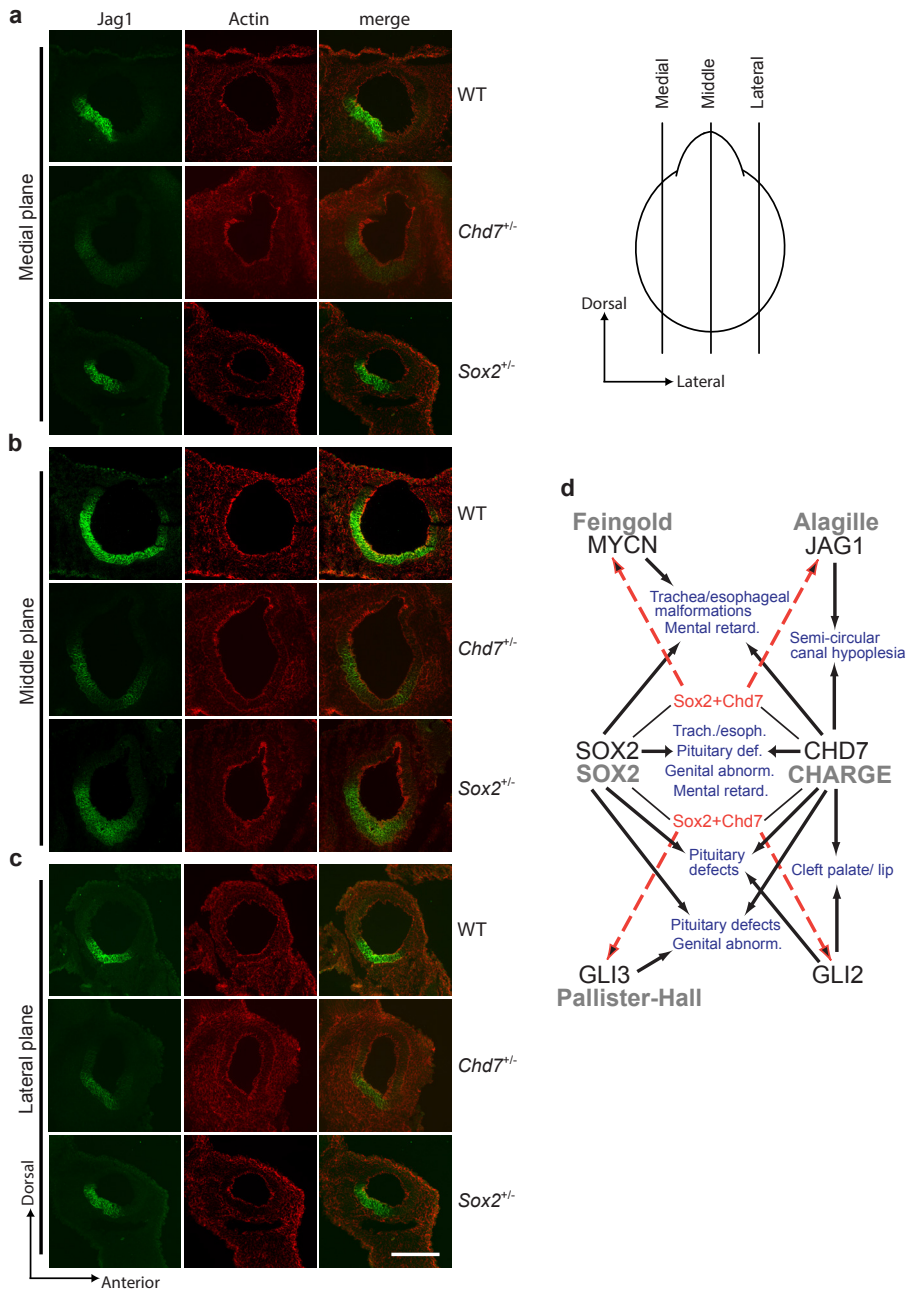 a
Jag1 Actin merge
Medial plane
WT
Chd7+/-
Sox2+/-
Medial
Middle
Lateral
Dorsal
Lateral
b
Middle plane
WT
Chd7+/-
Sox2+/-
c
Lateral plane
WT
Chd7+/-
Sox2+/-
Dorsal
Anterior
d
Feingold Alagille
MYCN JAG1
Trachea/esophageal
malformations
Mental retard.
Semi-circular
canal hypoplesia
Sox2+Chd7
Trach./esoph.
SOX2 Pituitary def. CHD7
SOX2 Genital abnorm. CHARGE
Mental retard.
Sox2+Chd7
Pituitary
defects
Cleft palate/ lip
Pituitary defects
Genital abnorm.
GLI3 GLI2
Pallister-Hall